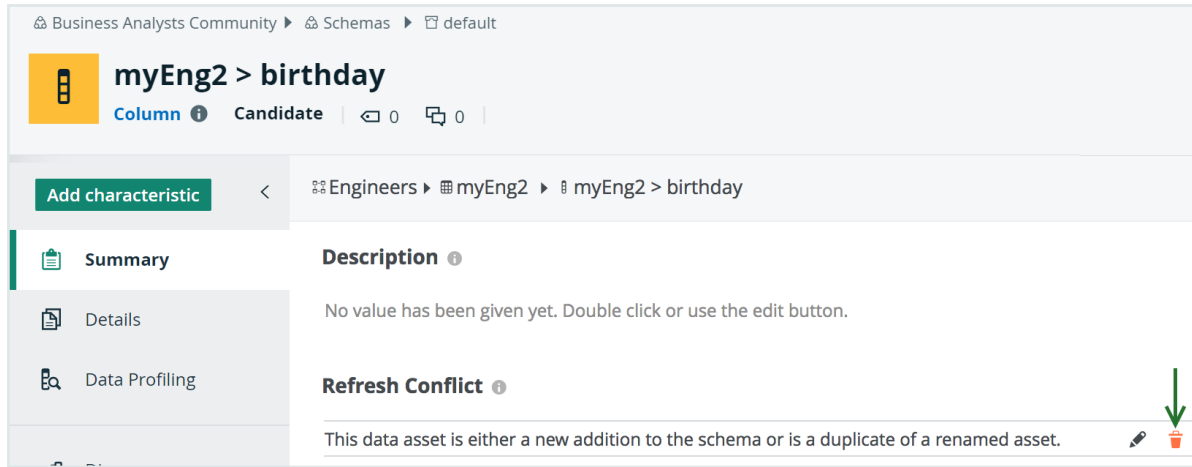 Business Analysts Community Schemas default
myEng2 > birthday
Column Candidate 0 0
Add characteristic
Engineers myEng2 myEng2 > birthday
Summary
Details
Data Profiling
Description
No value has been given yet. Double click or use the edit button.
Refresh Conflict
This data asset is either a new addition to the schema or is a duplicate of a renamed asset.